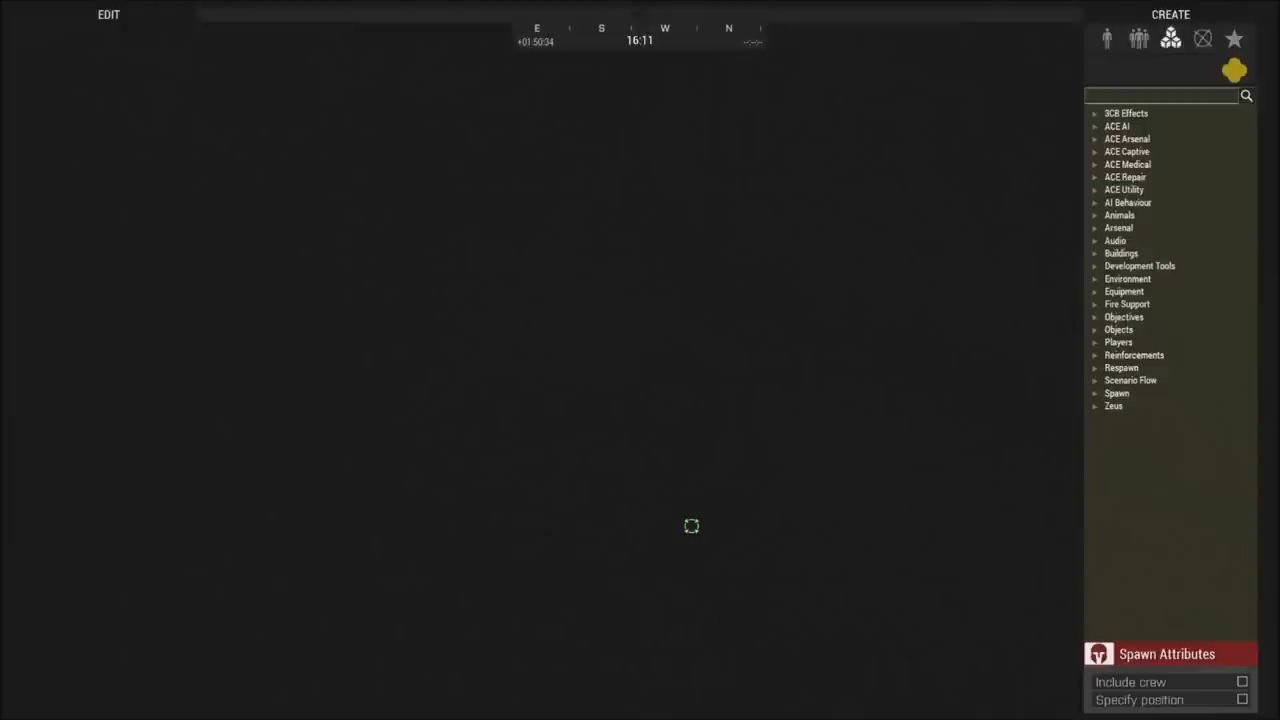 EDIT
CREATE
E S W N
+01:50:34
16:11
--:--
3CB Effects
ACE AI
ACE Arsenal
ACE Captive
ACE Medical
ACE Repair
ACE Utility
AI Behaviour
Animals
Arsenal
Audio
Buildings
Development Tools
Environment
Equipment
Fire Support
Objectives
Objects
Players
Reinforcements
Respawn
Scenario Flow
Spawn
Zeus
Spawn Attributes
Include crew
Specify position